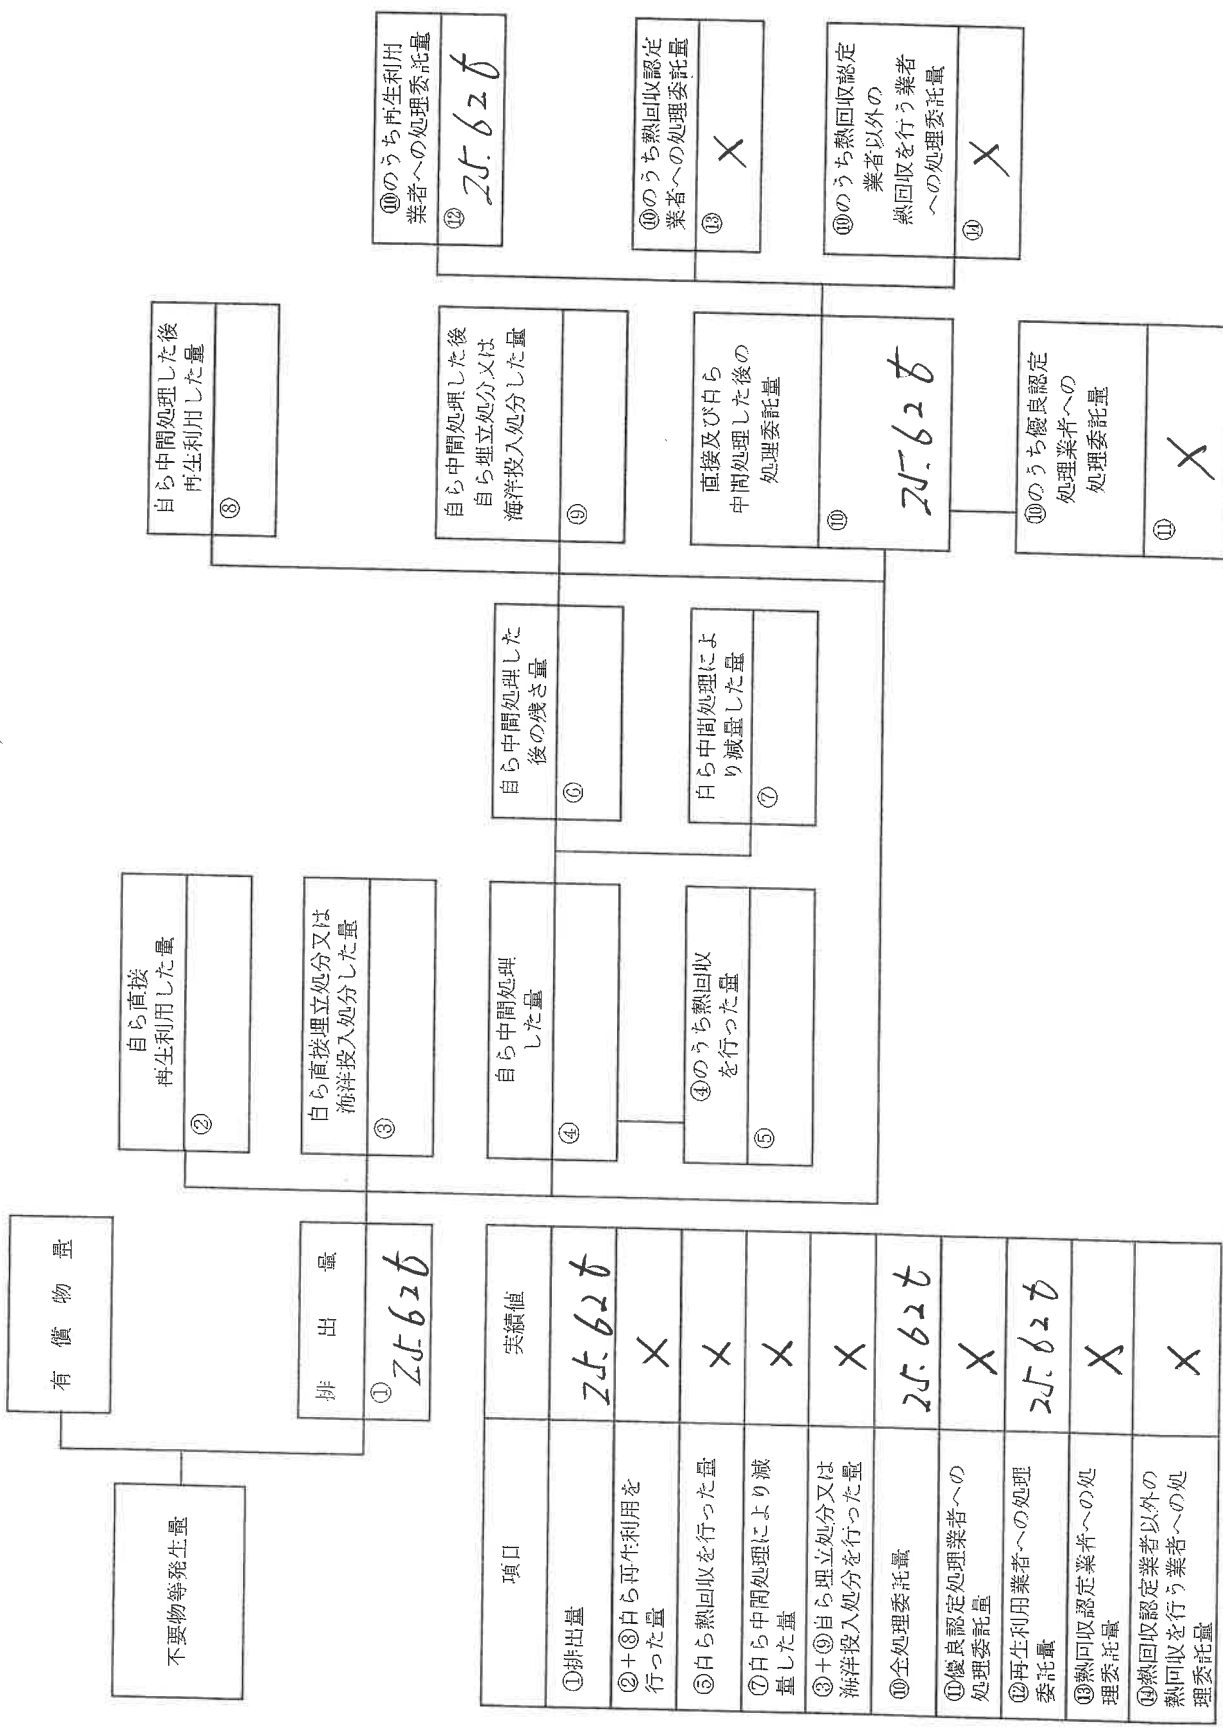 不要物等発生量
有償物量
排出量
①
25.62t
自ら直接
再生利用した量
②
自ら直接埋立処分又は
海洋投入処分した量
③
自ら中間処理
した量
④
④のうち熱回収
を行った量
⑤
自ら中間処理した
後の残さ量
⑥
自ら中間処理によ
り減量した量
⑦
自ら中間処理した後
再生利用した量
⑧
自ら中間処理した後
自ら埋立処分又は
海洋投入処分した量
⑨
直接及び自ら
中間処理した後の
処理委託量
⑩
25.62t
⑩のうち優良認定
処理業者への
処理委託量
⑪
X
⑩のうち再生利用
業者への処理委託量
⑫
25.62t
⑩のうち熱回収認定
業者への処理委託量
⑬
X
⑩のうち熱回収認定
業者以外の
熱回収を行う業者
への処理委託量
⑭
X
項目 実績値
①排出量 25.62t
②+⑧自ら再生利用を
行った量 X
⑤自ら熱回収を行った量 X
⑦自ら中間処理により減
量した量 X
③+⑨自ら埋立処分又は
海洋投入処分を行った量 X
⑩全処理委託量 25.62t
⑪優良認定処理業者への
処理委託量 X
⑫再生利用業者への処理
委託量 25.62t
⑬熱回収認定業者への処
理委託量 X
⑭熱回収認定業者以外の
熱回収を行う業者への処
理委託量 X